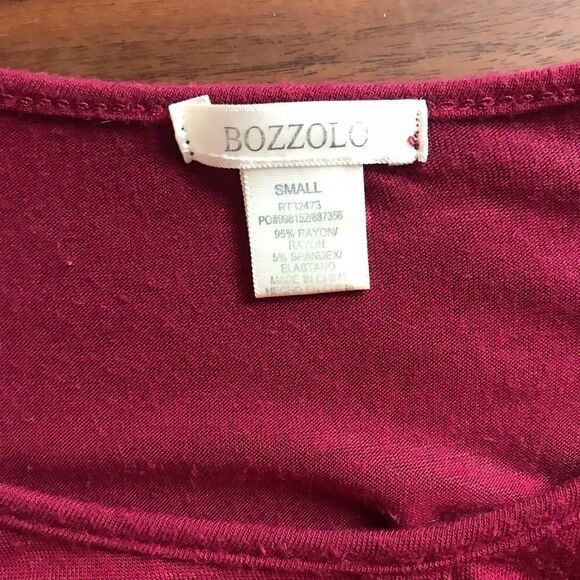 BOZZOLO
SMALL
RT32473
PO#998152/887356
95% RAYON/
RAYON
5% SPANDEX/
ELASTANO
MADE IN CHINA
HECHO EN CHINA